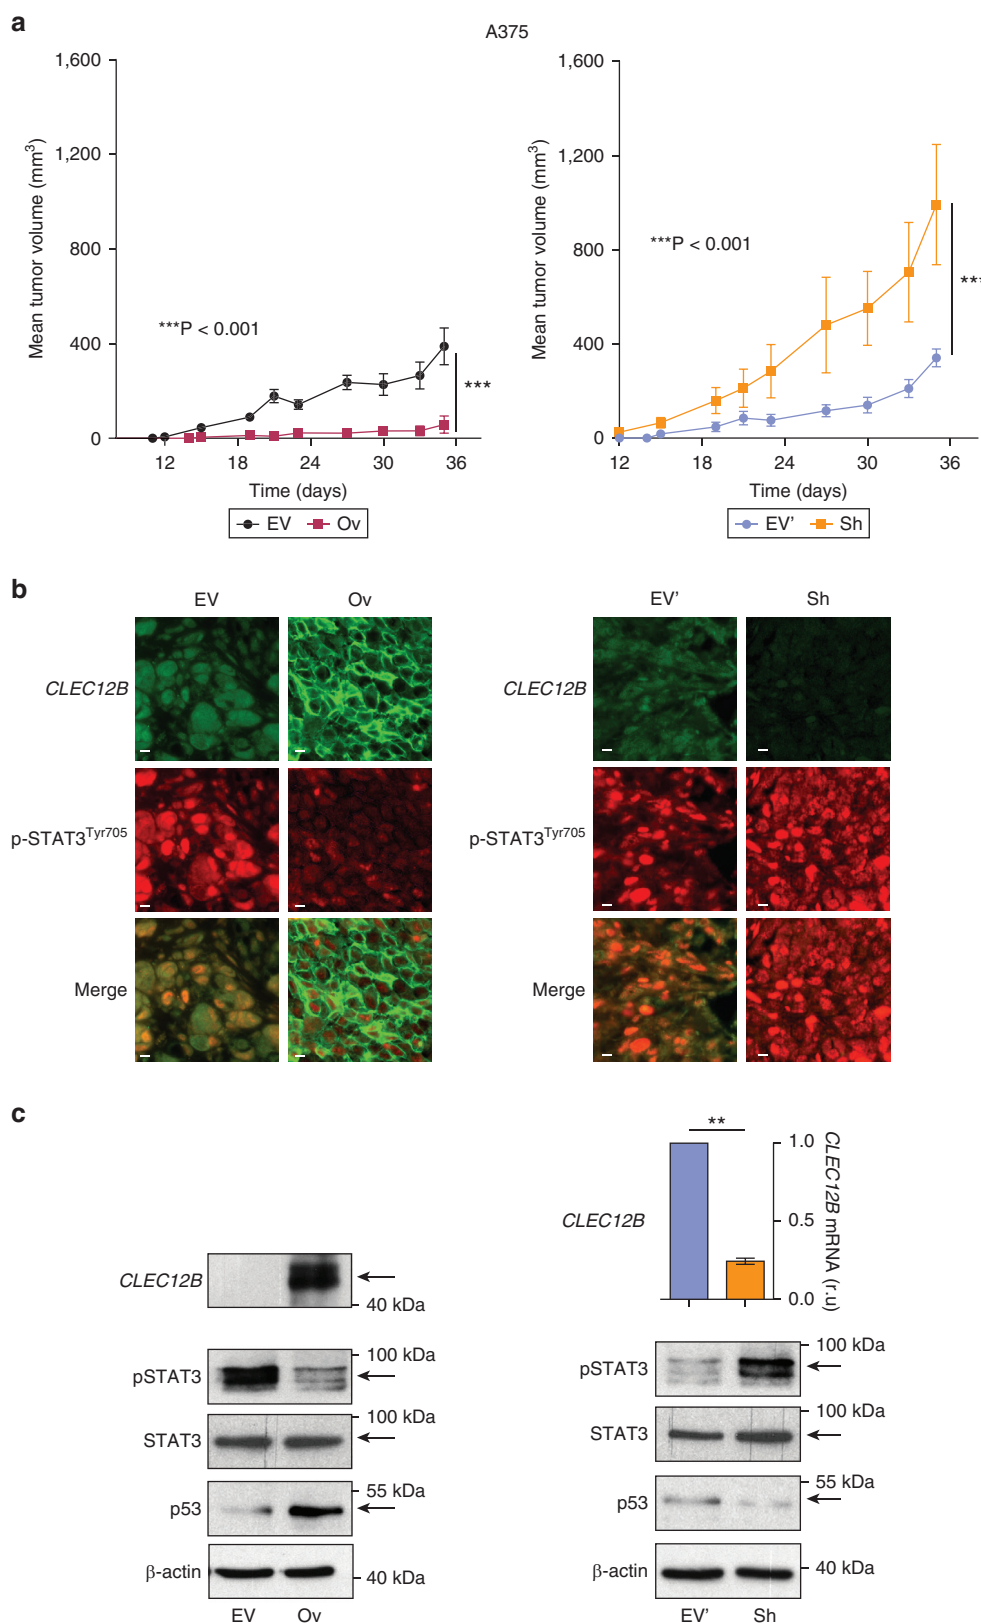 a
A375
1,600
1,200
800
400
0
Mean tumor volume (mm3)
***P < 0.001
***
12
18
24
30
36
Time (days)
EV
Ov
1,600
1,200
800
400
0
Mean tumor volume (mm3)
***P < 0.001
***
12
18
24
30
36
Time (days)
EV'
Sh
b
EV
Ov
CLEC12B
p-STAT3Tyr705
Merge
EV'
Sh
CLEC12B
p-STAT3Tyr705
Merge
c
CLEC12B
40 kDa
pSTAT3
100 kDa
STAT3
100 kDa
p53
55 kDa
β-actin
40 kDa
EV
Ov
**
CLEC12B
1.0
0.5
0.0
CLEC12B mRNA (r.u)
pSTAT3
100 kDa
STAT3
100 kDa
p53
55 kDa
β-actin
40 kDa
EV'
Sh